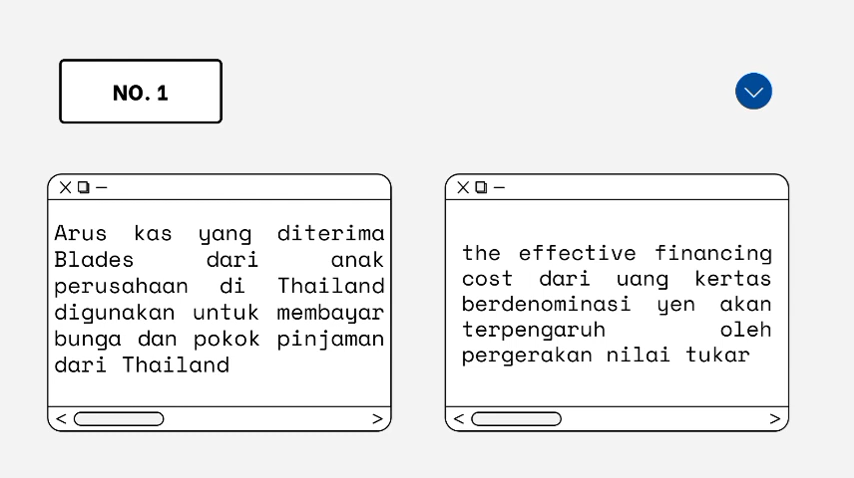 NO. 1
Arus kas yang diterima
Blades dari anak
perusahaan di Thailand
digunakan untuk membayar
bunga dan pokok pinjaman
dari Thailand
the effective financing
cost dari uang kertas
berdenominasi yen akan
terpengaruh oleh
pergerakan nilai tukar